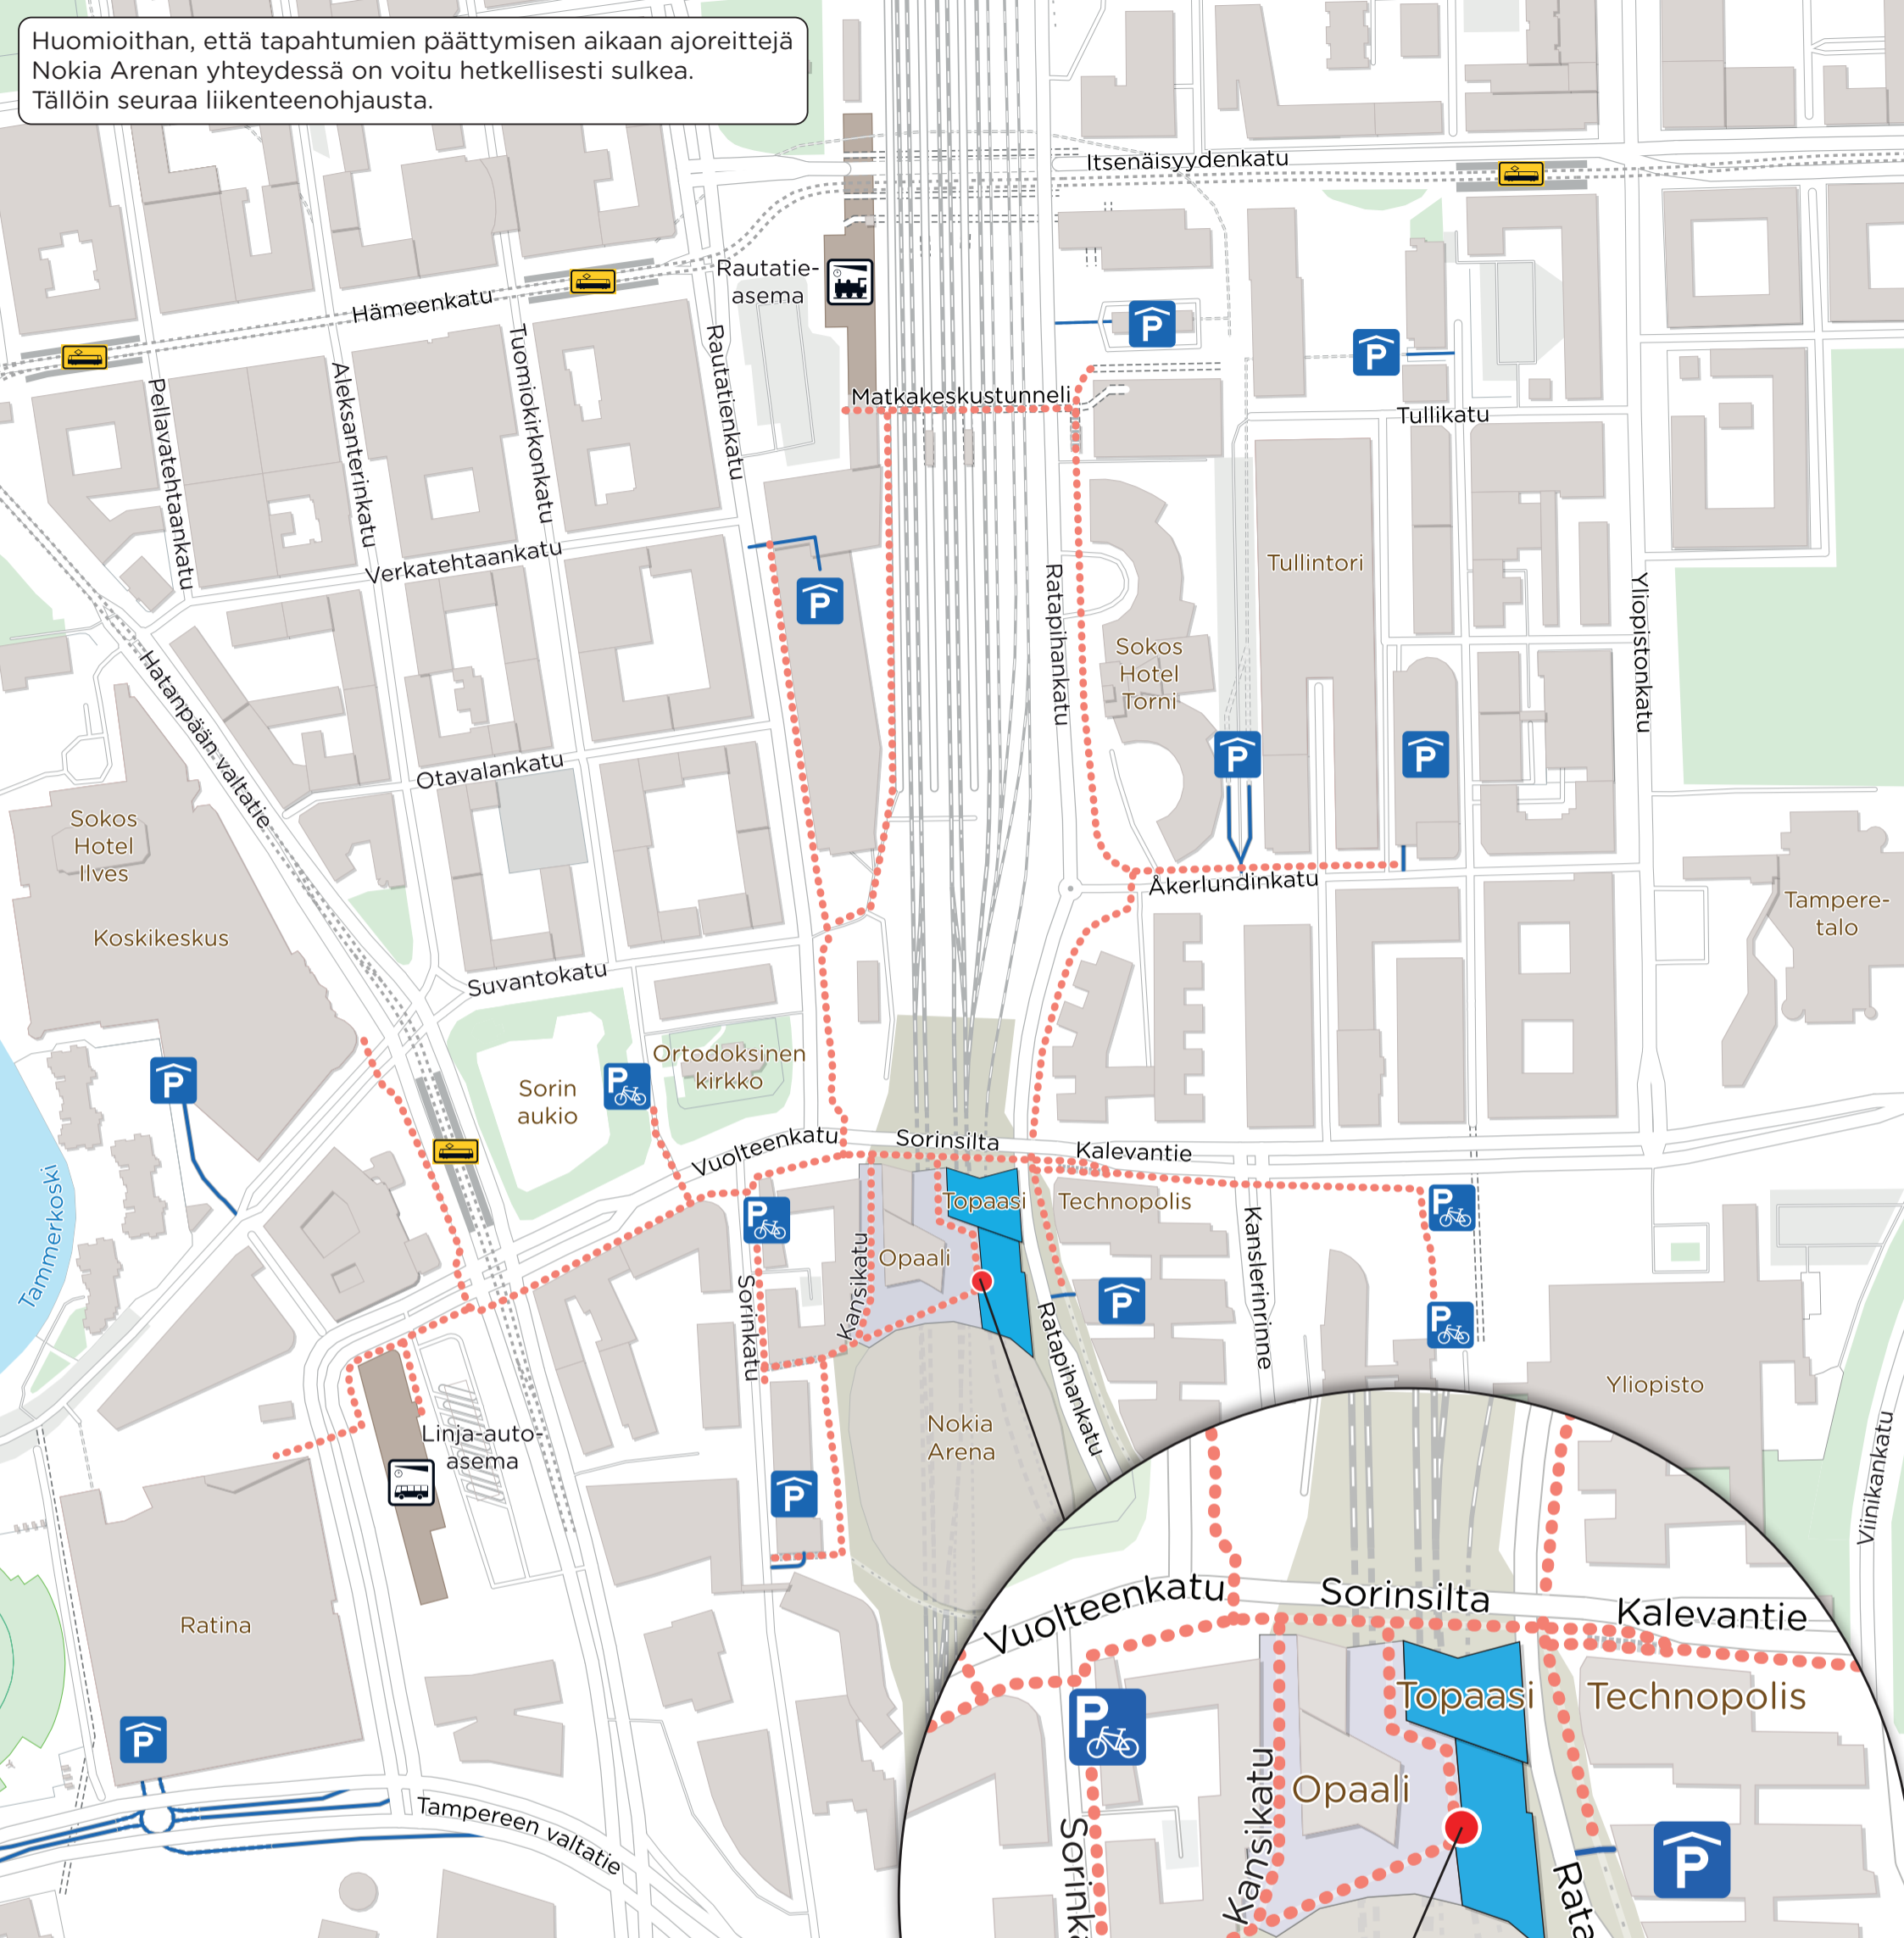 Huomioithan, että tapahtumien päättymisen aikaan ajoreittejä
Nokia Arenan yhteydessä on voitu hetkellisesti sulkea.
Tällöin seuraa liikenteenohjausta.
Itsenäisyydenkatu
Rautatie-
asema
Hämeenkatu
P
P
Pellavatehtaankatu
Aleksanterinkatu
Tuomiokirkonkatu
Rautatienkatu
Matkakeskustunneli
Tullikatu
Verkatehtaankatu
Tullintori
P
Ratapihankatu
Yliopistonkatu
Sokos
Hotel
Torni
Hatanpään valtatie
Otavalankatu
P
P
Sokos
Hotel
Ilves
Åkerlundinkatu
Koskikeskus
Tampere-
talo
Suvantokatu
P
Ortodoksinen
kirkko
P
Sorin
aukio
Vuolteenkatu
Sorinsilta
Kalevantie
Tammerkoski
P
Topaasi
Technopolis
P
Opaali
Kansikatu
Sorinkatu
Kanslerinrinne
P
P
Ratapihankatu
Yliopisto
Linja-auto-
asema
Nokia
Arena
P
Viinikankatu
Ratina
P
Tampereen valtatie
Vuolteenkatu
Sorinsilta
Kalevantie
P
Topaasi
Technopolis
Opaali
Kansikatu
Sorinka
P
Rata